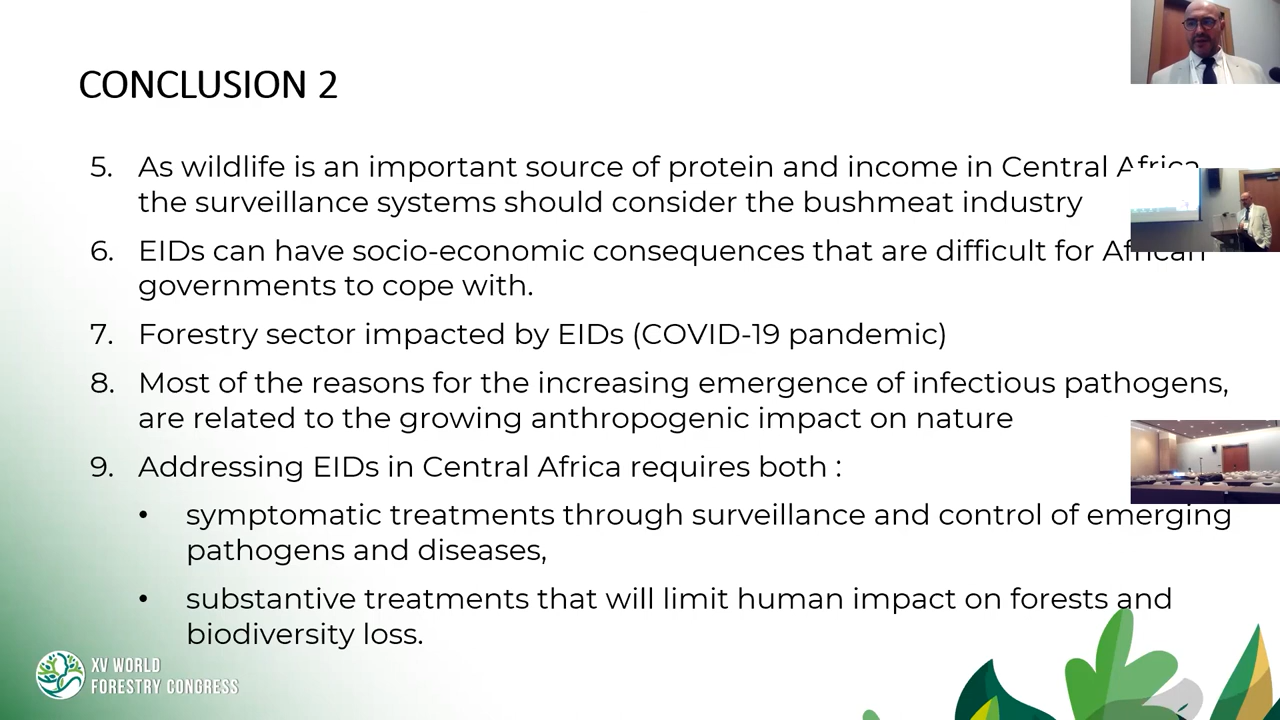 CONCLUSION 2
5. As wildlife is an important source of protein and income in Central Africa
the surveillance systems should consider the bushmeat industry
6. EIDs can have socio-economic consequences that are difficult for African
governments to cope with.
7. Forestry sector impacted by EIDs (COVID-19 pandemic)
8. Most of the reasons for the increasing emergence of infectious pathogens,
are related to the growing anthropogenic impact on nature
9. Addressing EIDs in Central Africa requires both :
• symptomatic treatments through surveillance and control of emerging
pathogens and diseases,
• substantive treatments that will limit human impact on forests and
biodiversity loss.
XV WORLD
FORESTRY CONGRESS